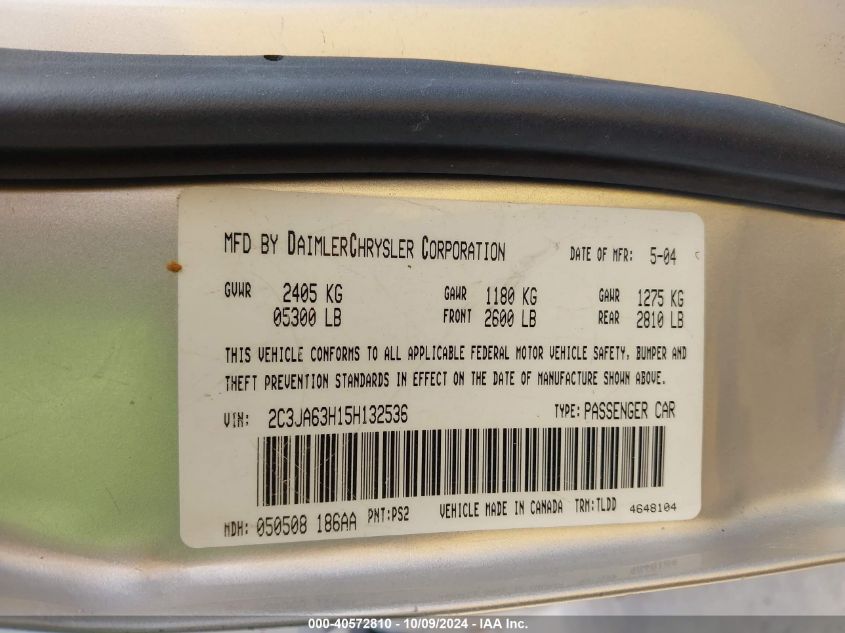 MFD BY DAIMLERCHRYSLER CORPORATION DATE OF MFR: 5-04
GVWR 2405 KG GAWR 1180 KG GAWR 1275 KG
05300 LB FRONT 2600 LB REAR 2810 LB
THIS VEHICLE CONFORMS TO ALL APPLICABLE FEDERAL MOTOR VEHICLE SAFETY, BUMPER AND
THEFT PREVENTION STANDARDS IN EFFECT ON THE DATE OF MANUFACTURE SHOWN ABOVE.
VIN: 2C3JA63H15H132536 TYPE: PASSENGER CAR
MDH: 050508 186AA PNT:PS2 VEHICLE MADE IN CANADA TRM:TLDD 4648104
000-40572810 - 10/09/2024 - IAA, Inc.